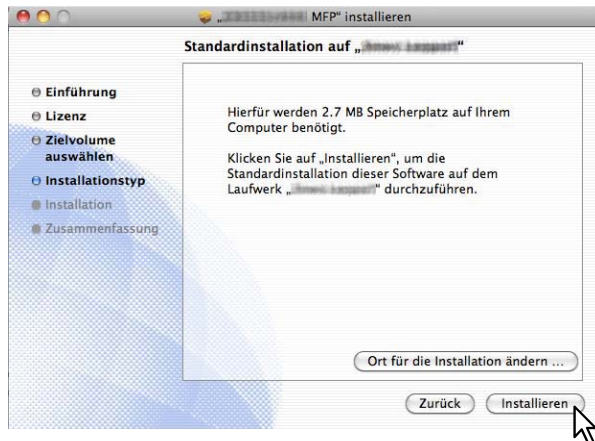 „ MFP“ installieren
Standardinstallation auf „ “
Einführung
Lizenz
Zielvolume
auswählen
Installationstyp
Installation
Zusammenfassung
Hierfür werden 2.7 MB Speicherplatz auf Ihrem
Computer benötigt.
Klicken Sie auf „Installieren“, um die
Standardinstallation dieser Software auf dem
Laufwerk „ “ durchzuführen.
Ort für die Installation ändern ...
Zurück
Installieren